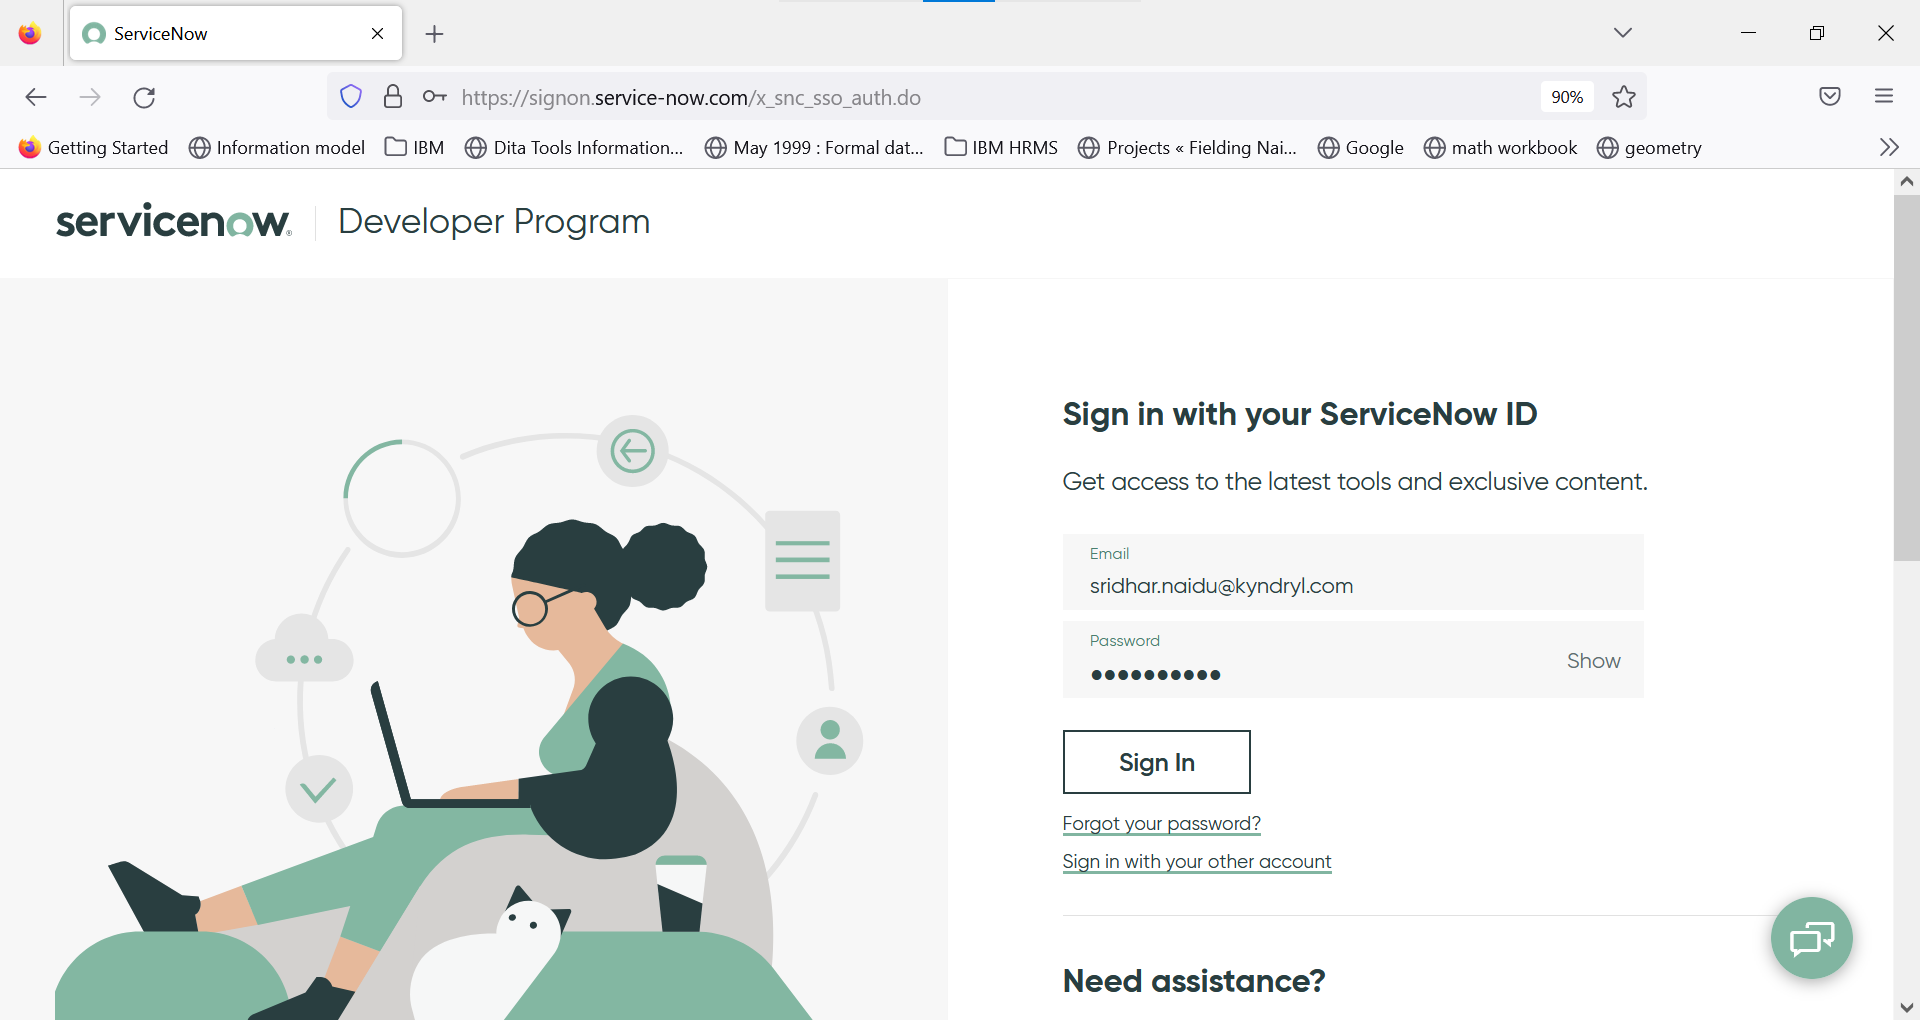 ServiceNow
https://signon.service-now.com/x_snc_sso_auth.do
90%
Getting Started Information model IBM Dita Tools Information... May 1999 : Formal dat... IBM HRMS Projects « Fielding Nai... Google math workbook geometry
servicenow® Developer Program
Sign in with your ServiceNow ID
Get access to the latest tools and exclusive content.
Email
sridhar.naidu@kyndryl.com
Password
••••••••••
Show
Sign In
Forgot your password?
Sign in with your other account
Need assistance?